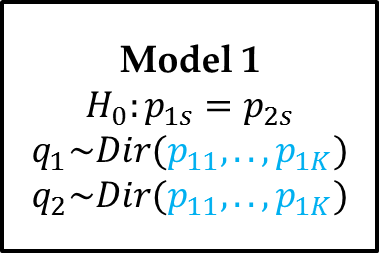 Model 1
H₀:p₁ₛ = p₂ₛ
q₁~Dir(p₁₁,..,p₁K)
q₂~Dir(p₁₁,..,p₁K)